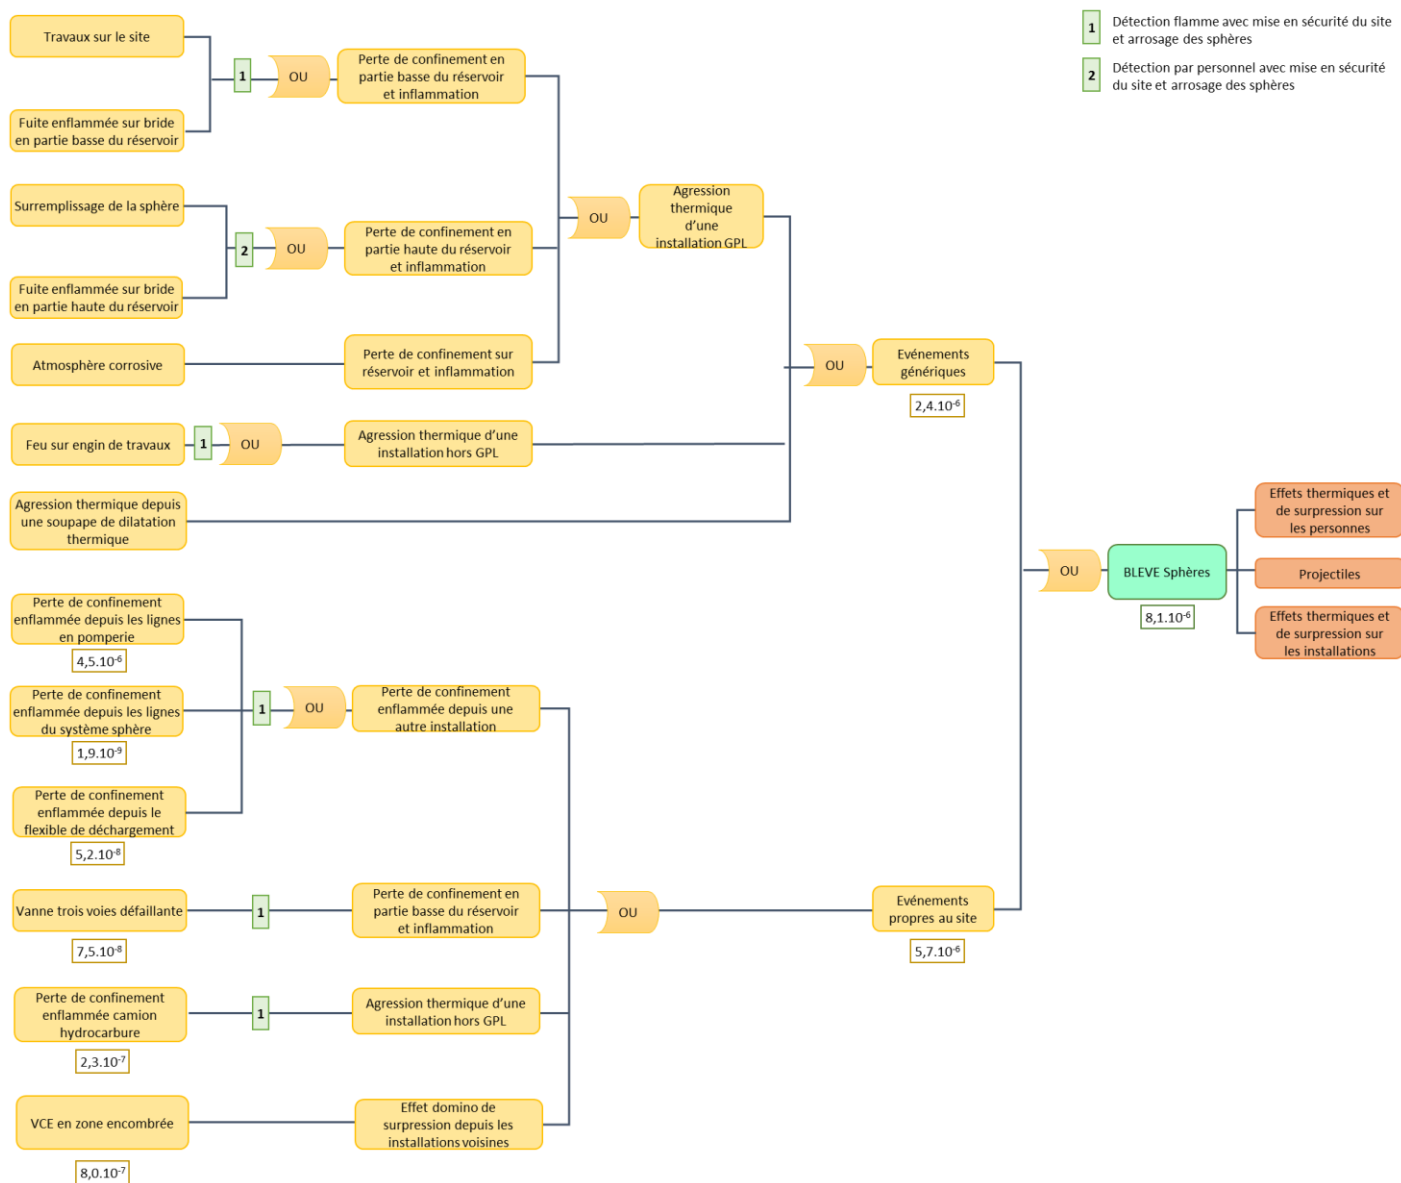 1
Détection flamme avec mise en sécurité du site
et arrosage des sphères
2
Détection par personnel avec mise en sécurité
du site et arrosage des sphères
Travaux sur le site
Fuite enflammée sur bride
en partie basse du réservoir
1
OU
Perte de confinement en
partie basse du réservoir
et inflammation
Surremplissage de la sphère
Fuite enflammée sur bride
en partie haute du réservoir
2
OU
Perte de confinement en
partie haute du réservoir
et inflammation
Atmosphère corrosive
Perte de confinement sur
réservoir et inflammation
OU
Agression
thermique
d’une
installation GPL
Feu sur engin de travaux
1
OU
Agression thermique d’une
installation hors GPL
Agression thermique depuis
une soupape de dilatation
thermique
OU
Evénements
génériques
2,4.10-6
Perte de confinement
enflammée depuis les lignes
en pomperie
4,5.10-6
Perte de confinement
enflammée depuis les lignes
du système sphère
1,9.10-9
Perte de confinement
enflammée depuis le
flexible de déchargement
5,2.10-8
1
OU
Perte de confinement
enflammée depuis une
autre installation
Vanne trois voies défaillante
7,5.10-8
1
Perte de confinement en
partie basse du réservoir
et inflammation
Perte de confinement
enflammée camion
hydrocarbure
2,3.10-7
1
Agression thermique d’une
installation hors GPL
VCE en zone encombrée
8,0.10-7
Effet domino de
surpression depuis les
installations voisines
OU
Evénements
propres au site
5,7.10-6
OU
BLEVE Sphères
8,1.10-6
Effets thermiques et
de surpression sur
les personnes
Projectiles
Effets thermiques et
de surpression sur
les installations